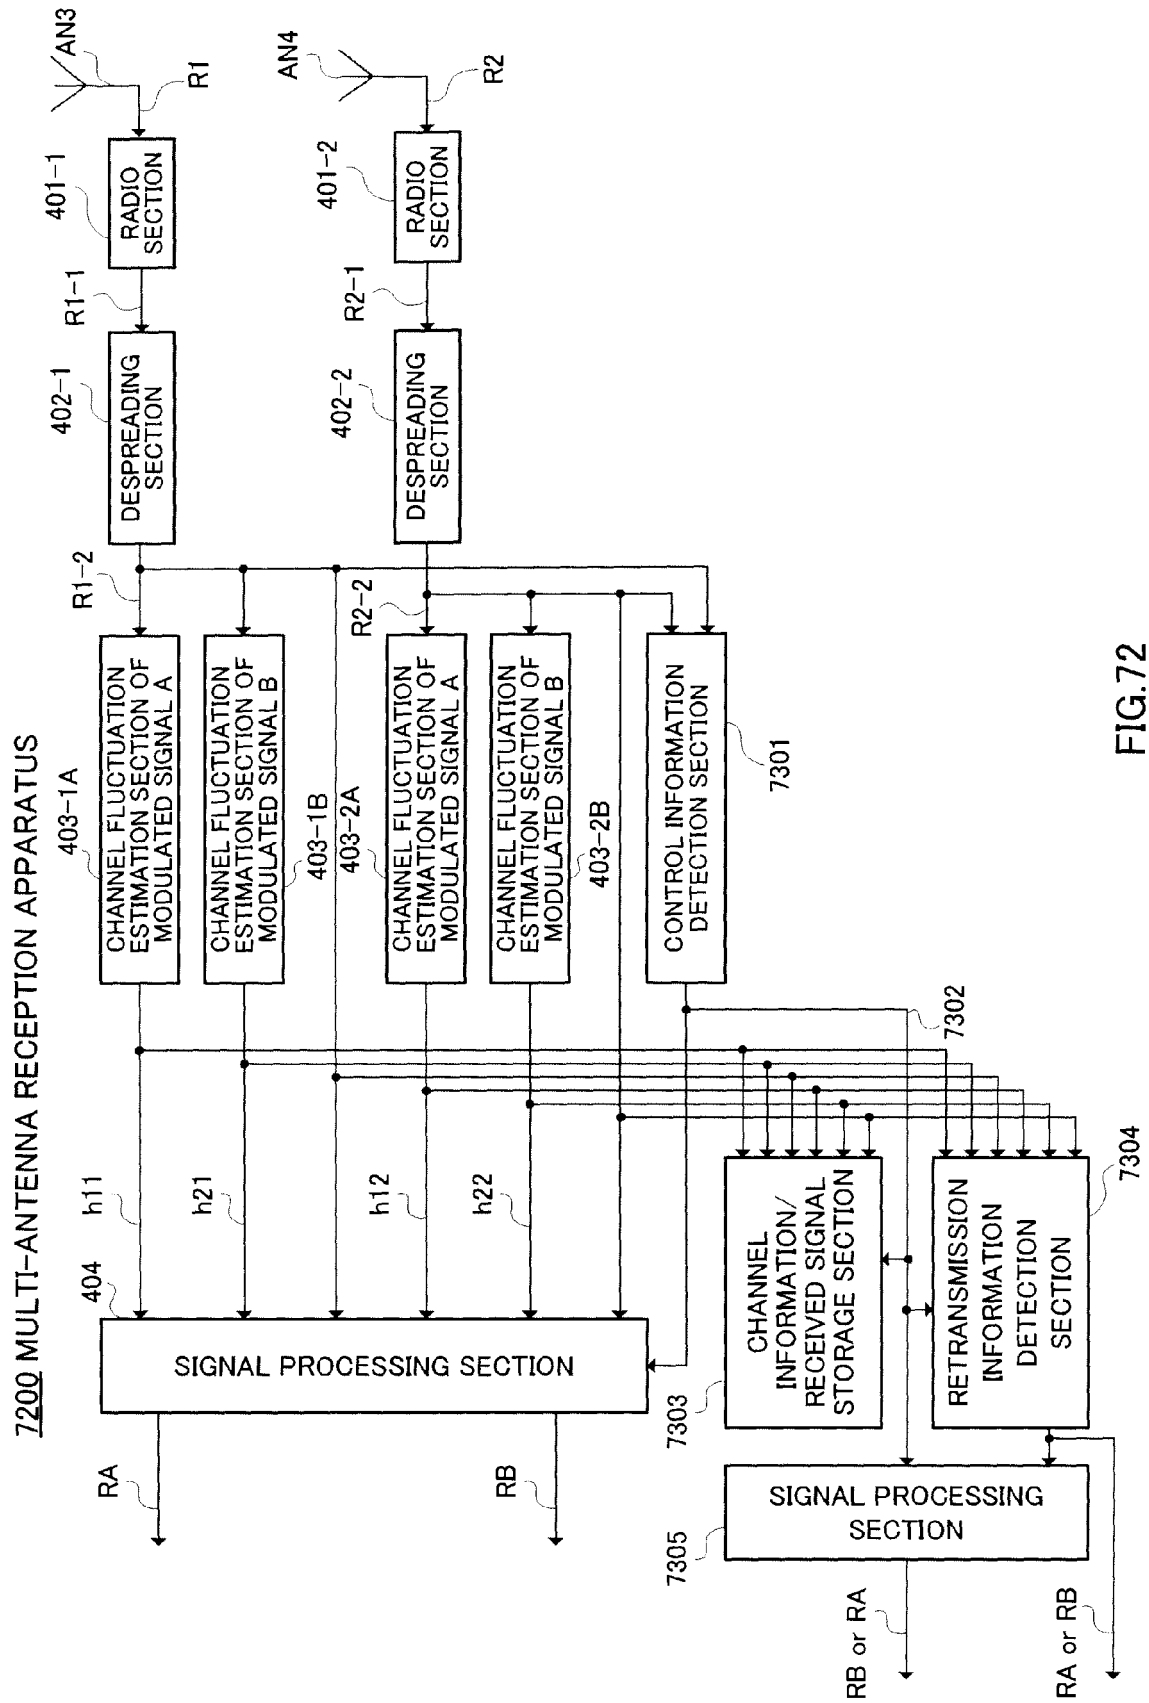 7200 MULTI-ANTENNA RECEPTION APPARATUS
AN3
R1
401-1
RADIO
SECTION
R1-1
402-1
DESPREADING
SECTION
R1-2
403-1A
CHANNEL FLUCTUATION
ESTIMATION SECTION OF
MODULATED SIGNAL A
CHANNEL FLUCTUATION
ESTIMATION SECTION OF
MODULATED SIGNAL B
403-1B
AN4
R2
401-2
RADIO
SECTION
R2-1
402-2
DESPREADING
SECTION
R2-2
403-2A
CHANNEL FLUCTUATION
ESTIMATION SECTION OF
MODULATED SIGNAL A
CHANNEL FLUCTUATION
ESTIMATION SECTION OF
MODULATED SIGNAL B
403-2B
CONTROL INFORMATION
DETECTION SECTION
7301
7302
h11
h21
h12
h22
404
SIGNAL PROCESSING SECTION
RA
RB
CHANNEL
INFORMATION/
RECEIVED SIGNAL
STORAGE SECTION
7303
RETRANSMISSION
INFORMATION
DETECTION
SECTION
7304
SIGNAL PROCESSING
SECTION
7305
RB or RA
RA or RB
FIG.72